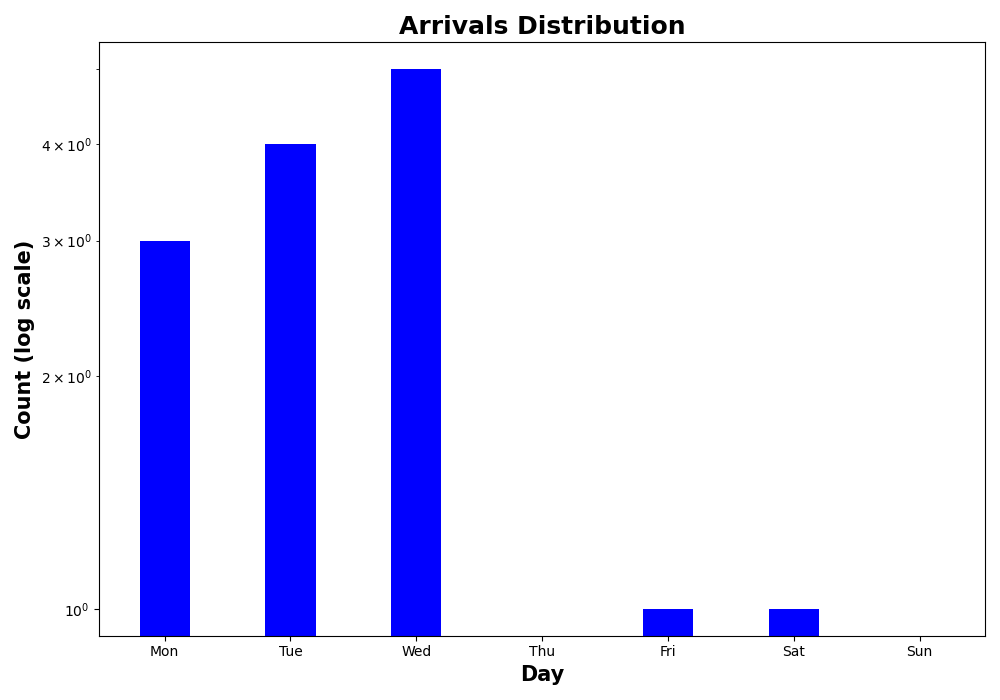 Arrivals Distribution
Count (log scale)
4 × 10⁰
3 × 10⁰
2 × 10⁰
10⁰
Mon Tue Wed Thu Fri Sat Sun
Day